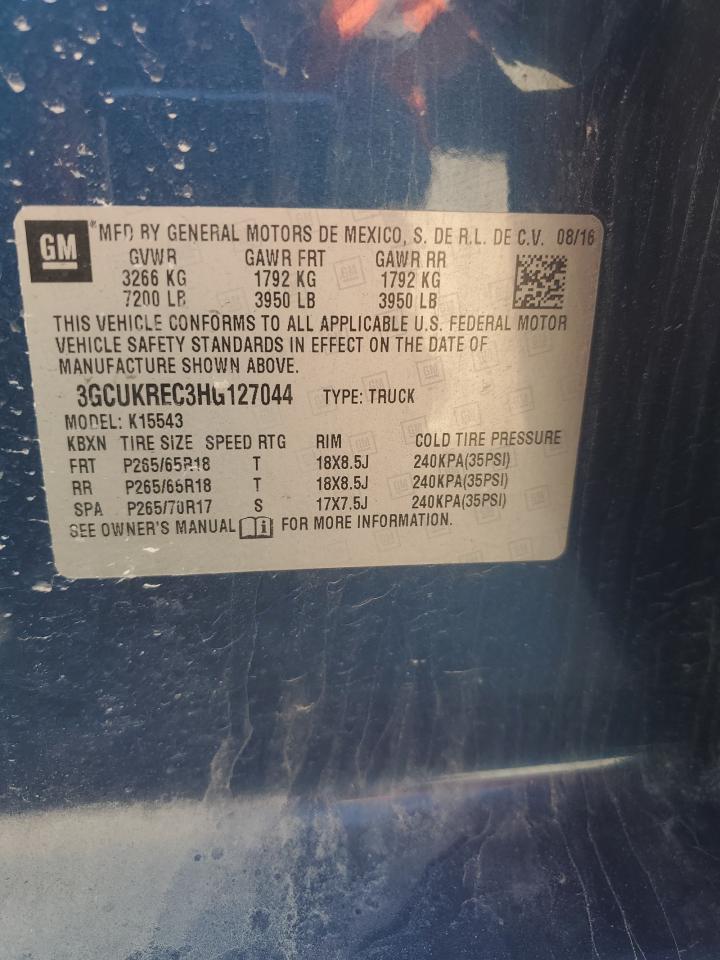 GM
*MFD BY GENERAL MOTORS DE MEXICO, S. DE R.L. DE C.V. 08/16
GVWR GAWR FRT GAWR RR
3266 KG 1792 KG 1792 KG
7200 LB 3950 LB 3950 LB
THIS VEHICLE CONFORMS TO ALL APPLICABLE U.S. FEDERAL MOTOR
VEHICLE SAFETY STANDARDS IN EFFECT ON THE DATE OF
MANUFACTURE SHOWN ABOVE.
3GCUKREC3HG127044 TYPE: TRUCK
MODEL: K15543
KBXN TIRE SIZE SPEED RTG RIM COLD TIRE PRESSURE
FRT P265/65R18 T 18X8.5J 240KPA(35PSI)
RR P265/65R18 T 18X8.5J 240KPA(35PSI)
SPA P265/70R17 S 17X7.5J 240KPA(35PSI)
SEE OWNER'S MANUAL FOR MORE INFORMATION.